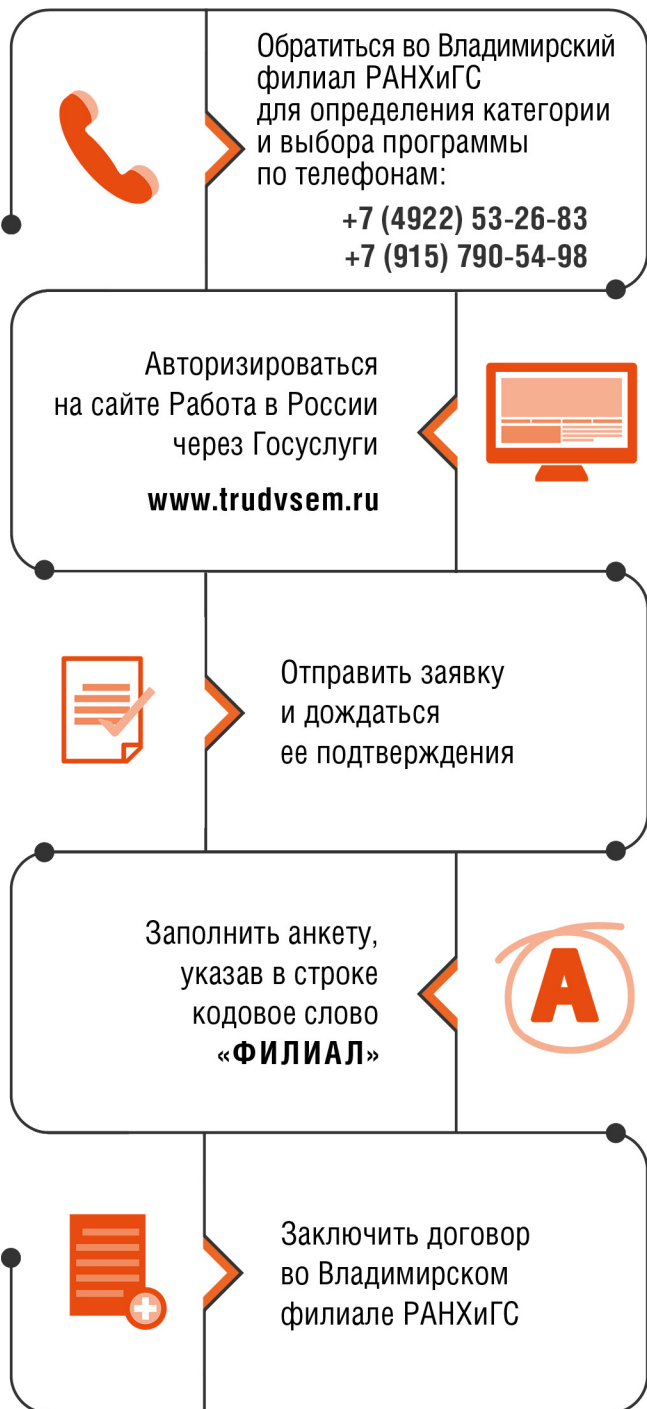 Обратиться во Владимирский
филиал РАНХиГС
для определения категории
и выбора программы
по телефонам:
+7 (4922) 53-26-83
+7 (915) 790-54-98
Авторизироваться
на сайте Работа в России
через Госуслуги
www.trudvsem.ru
Отправить заявку
и дождаться
ее подтверждения
Заполнить анкету,
указав в строке
кодовое слово
«ФИЛИАЛ»
А
Заключить договор
во Владимирском
филиале РАНХиГС